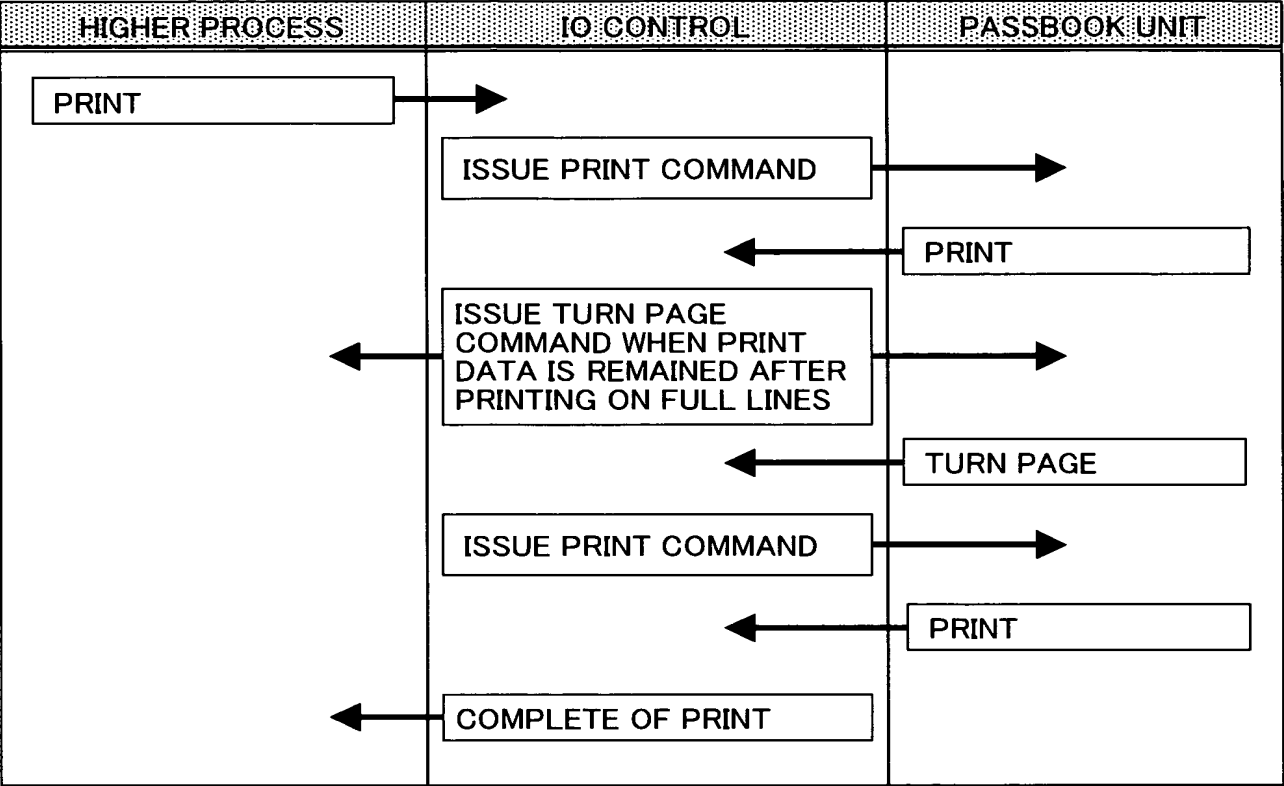 HIGHER PROCESS
IO CONTROL
PASSBOOK UNIT
PRINT
ISSUE PRINT COMMAND
PRINT
ISSUE TURN PAGE
COMMAND WHEN PRINT
DATA IS REMAINED AFTER
PRINTING ON FULL LINES
TURN PAGE
ISSUE PRINT COMMAND
PRINT
COMPLETE OF PRINT